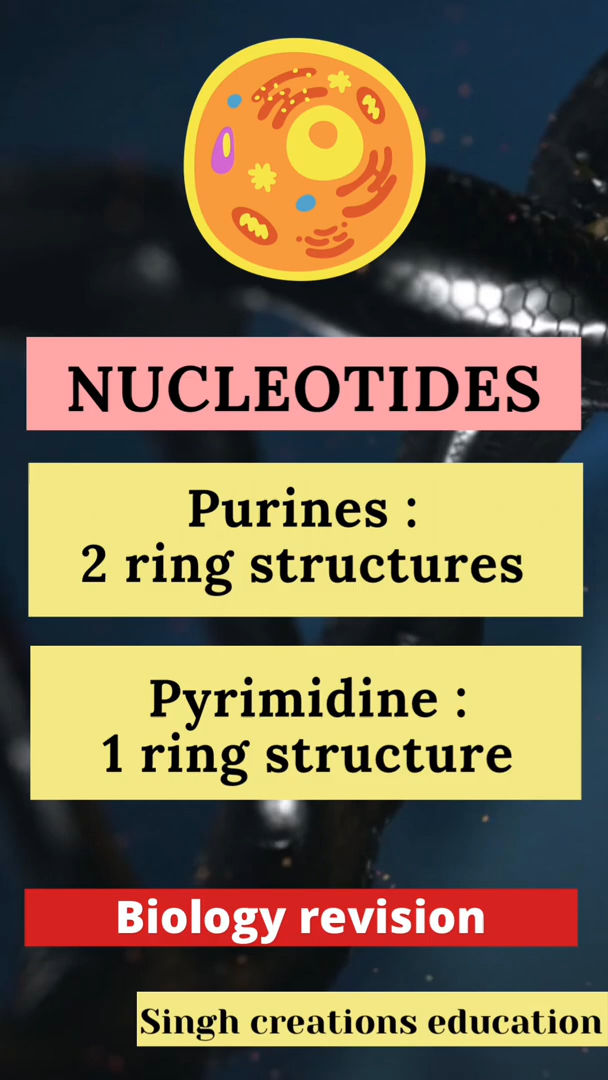 NUCLEOTIDES
Purines :
2 ring structures
Pyrimidine :
1 ring structure
Biology revision
Singh creations education